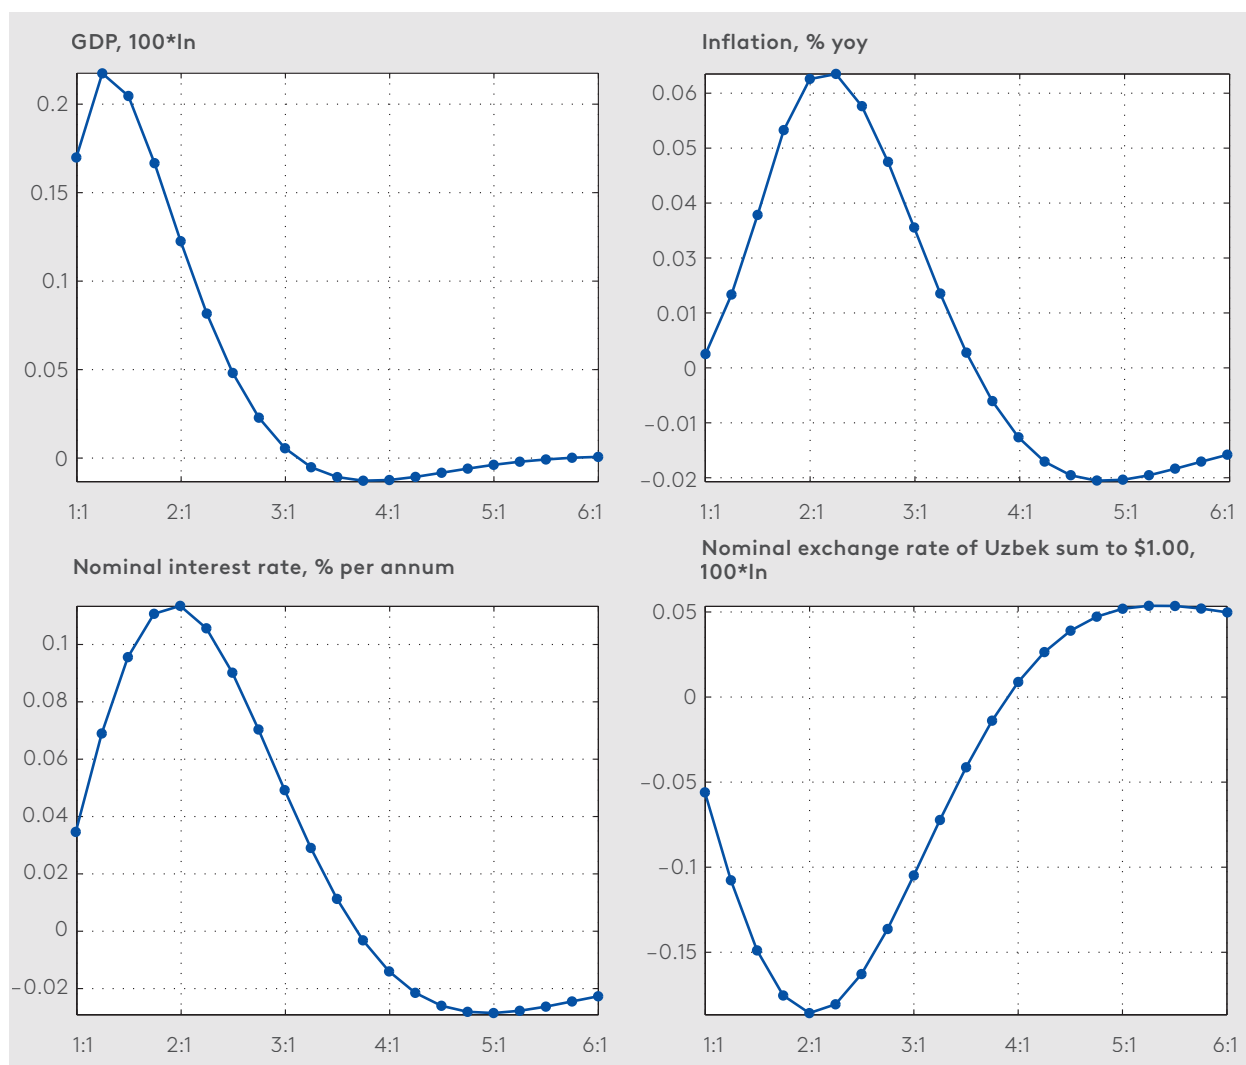 GDP, 100*ln
0.2
0.15
0.1
0.05
0
1:1 2:1 3:1 4:1 5:1 6:1
Inflation, % yoy
0.06
0.05
0.04
0.03
0.01
0
−0.01
−0.02
1:1 2:1 3:1 4:1 5:1 6:1
Nominal interest rate, % per annum
0.1
0.08
0.06
0.04
0.02
0
−0.02
1:1 2:1 3:1 4:1 5:1 6:1
Nominal exchange rate of Uzbek sum to $1.00,
100*ln
0.05
0
−0.05
−0.1
−0.15
1:1 2:1 3:1 4:1 5:1 6:1